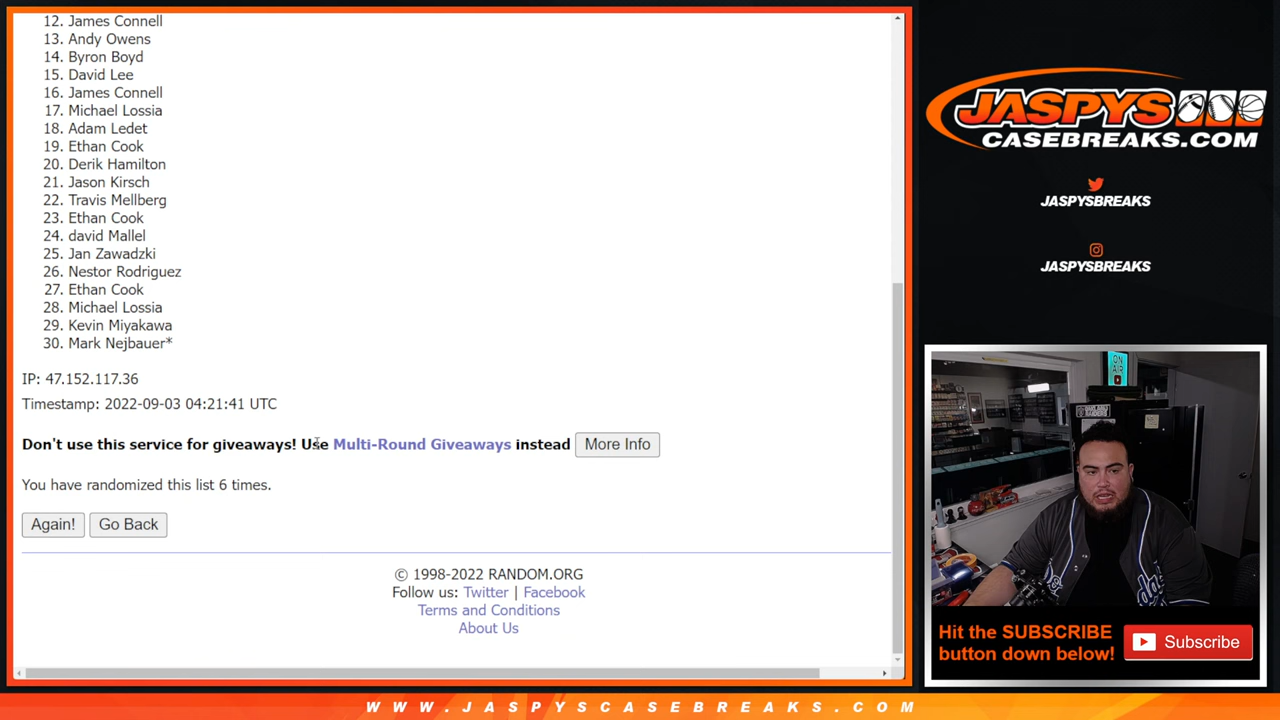 12. James Connell
13. Andy Owens
14. Byron Boyd
15. David Lee
16. James Connell
17. Michael Lossia
18. Adam Ledet
19. Ethan Cook
20. Derik Hamilton
21. Jason Kirsch
22. Travis Mellberg
23. Ethan Cook
24. david Mallel
25. Jan Zawadzki
26. Nestor Rodriguez
27. Ethan Cook
28. Michael Lossia
29. Kevin Miyakawa
30. Mark Nejbauer*
IP: 47.152.117.36
Timestamp: 2022-09-03 04:21:41 UTC
Don't use this service for giveaways! Use Multi-Round Giveaways instead More Info
You have randomized this list 6 times.
Again! Go Back
© 1998-2022 RANDOM.ORG
Follow us: Twitter | Facebook
Terms and Conditions
About Us
JASPYS
CASEBREAKS.COM
JASPYSBREAKS
JASPYSBREAKS
ON
AIR
Hit the SUBSCRIBE
button down below!
Subscribe
WWW.JASPYSCASEBREAKS.COM